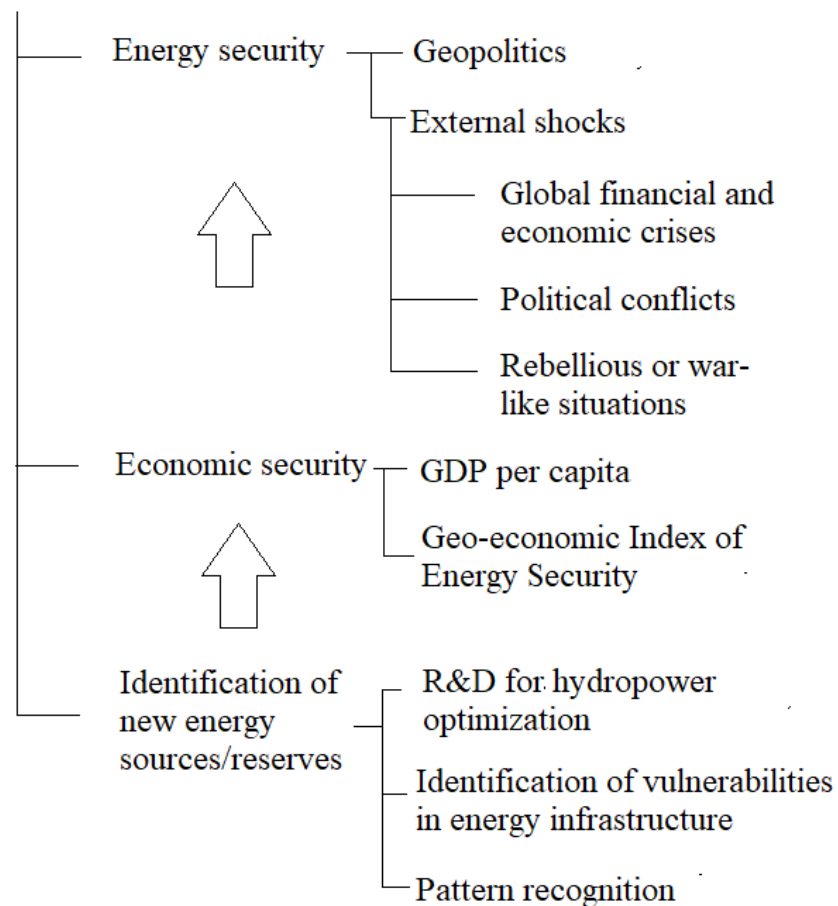 Energy security
Geopolitics
External shocks
Global financial and
economic crises
Political conflicts
Rebellious or war-
like situations
Economic security
GDP per capita
Geo-economic Index of
Energy Security
Identification of
new energy
sources/reserves
R&D for hydropower
optimization
Identification of vulnerabilities
in energy infrastructure
Pattern recognition